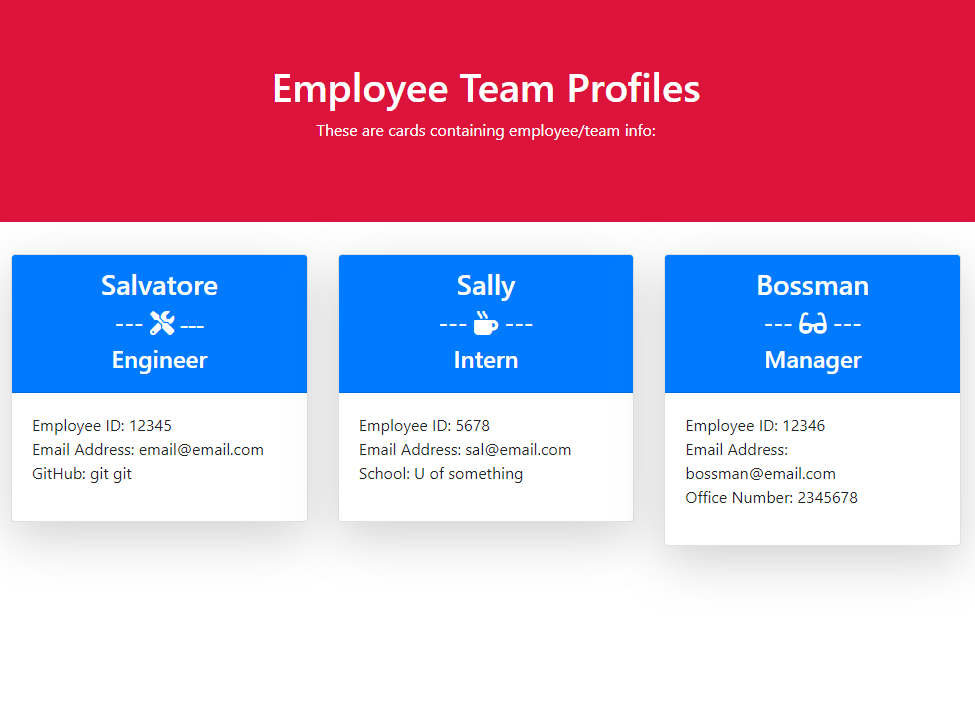 Employee Team Profiles
These are cards containing employee/team info:
Salvatore
--- ---
Engineer
Employee ID: 12345
Email Address: email@email.com
GitHub: git git
Sally
--- ---
Intern
Employee ID: 5678
Email Address: sal@email.com
School: U of something
Bossman
--- ---
Manager
Employee ID: 12346
Email Address:
bossman@email.com
Office Number: 2345678